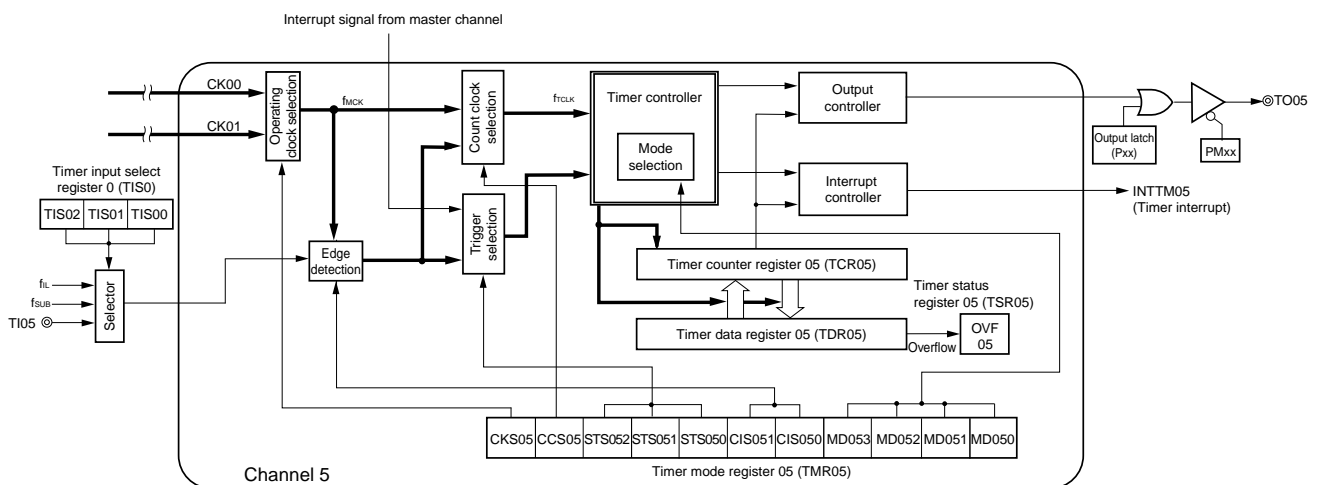 Interrupt signal from master channel
CK00
CK01
Operating
clock selection
fMCK
Count clock
selection
fTCLK
Timer controller
Mode
selection
Output
controller
Output latch
(Pxx)
PMxx
TO05
Interrupt
controller
INTTM05
(Timer interrupt)
Timer input select
register 0 (TIS0)
TIS02 TIS01 TIS00
Edge
detection
Trigger
selection
fIL
fSUB
TI05
Selector
Timer counter register 05 (TCR05)
Timer status
register 05 (TSR05)
Timer data register 05 (TDR05)
Overflow
OVF
05
CKS05 CCS05 STS052 STS051 STS050 CIS051 CIS050 MD053 MD052 MD051 MD050
Timer mode register 05 (TMR05)
Channel 5